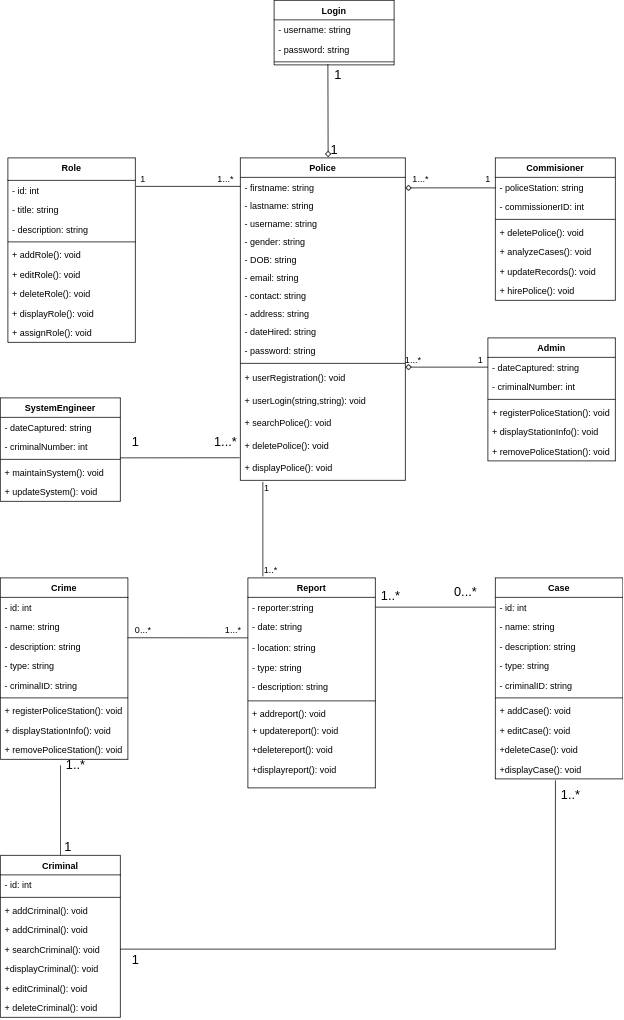 Login
- username: string
- password: string
1
1
Role
- id: int
- title: string
- description: string
+ addRole(): void
+ editRole(): void
+ deleteRole(): void
+ displayRole(): void
+ assignRole(): void
1
1...*
Police
- firstname: string
- lastname: string
- username: string
- gender: string
- DOB: string
- email: string
- contact: string
- address: string
- dateHired: string
- password: string
+ userRegistration(): void
+ userLogin(string,string): void
+ searchPolice(): void
+ deletePolice(): void
+ displayPolice(): void
1...*
1
Commisioner
- policeStation: string
- commissionerID: int
+ deletePolice(): void
+ analyzeCases(): void
+ updateRecords(): void
+ hirePolice(): void
1...*
1
Admin
- dateCaptured: string
- criminalNumber: int
+ registerPoliceStation(): void
+ displayStationInfo(): void
+ removePoliceStation(): void
SystemEngineer
- dateCaptured: string
- criminalNumber: int
+ maintainSystem(): void
+ updateSystem(): void
1
1...*
1
1..*
Crime
- id: int
- name: string
- description: string
- type: string
- criminalID: string
+ registerPoliceStation(): void
+ displayStationInfo(): void
+ removePoliceStation(): void
0...*
1...*
Report
- reporter:string
- date: string
- location: string
- type: string
- description: string
+ addreport(): void
+ updatereport(): void
+deletereport(): void
+displayreport(): void
1..*
0...*
Case
- id: int
- name: string
- description: string
- type: string
- criminalID: string
+ addCase(): void
+ editCase(): void
+deleteCase(): void
+displayCase(): void
1..*
1..*
1
Criminal
- id: int
+ addCriminal(): void
+ addCriminal(): void
+ searchCriminal(): void
+displayCriminal(): void
+ editCriminal(): void
+ deleteCriminal(): void
1